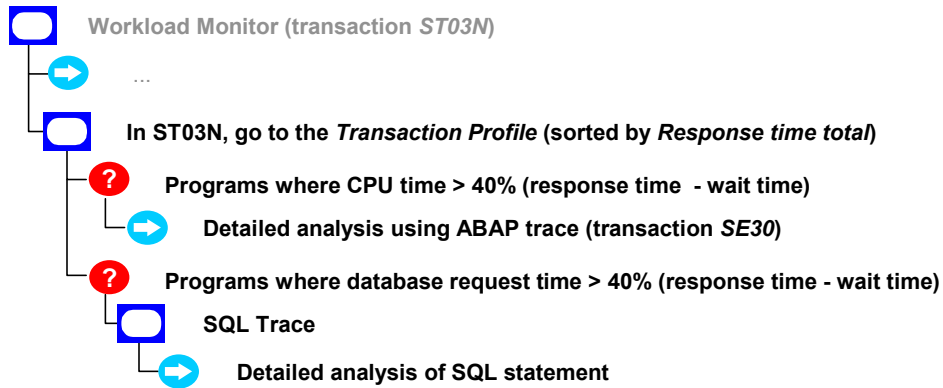 Workload Monitor (transaction ST03N)
...
In ST03N, go to the Transaction Profile (sorted by Response time total)
? Programs where CPU time > 40% (response time - wait time)
Detailed analysis using ABAP trace (transaction SE30)
? Programs where database request time > 40% (response time - wait time)
SQL Trace
Detailed analysis of SQL statement